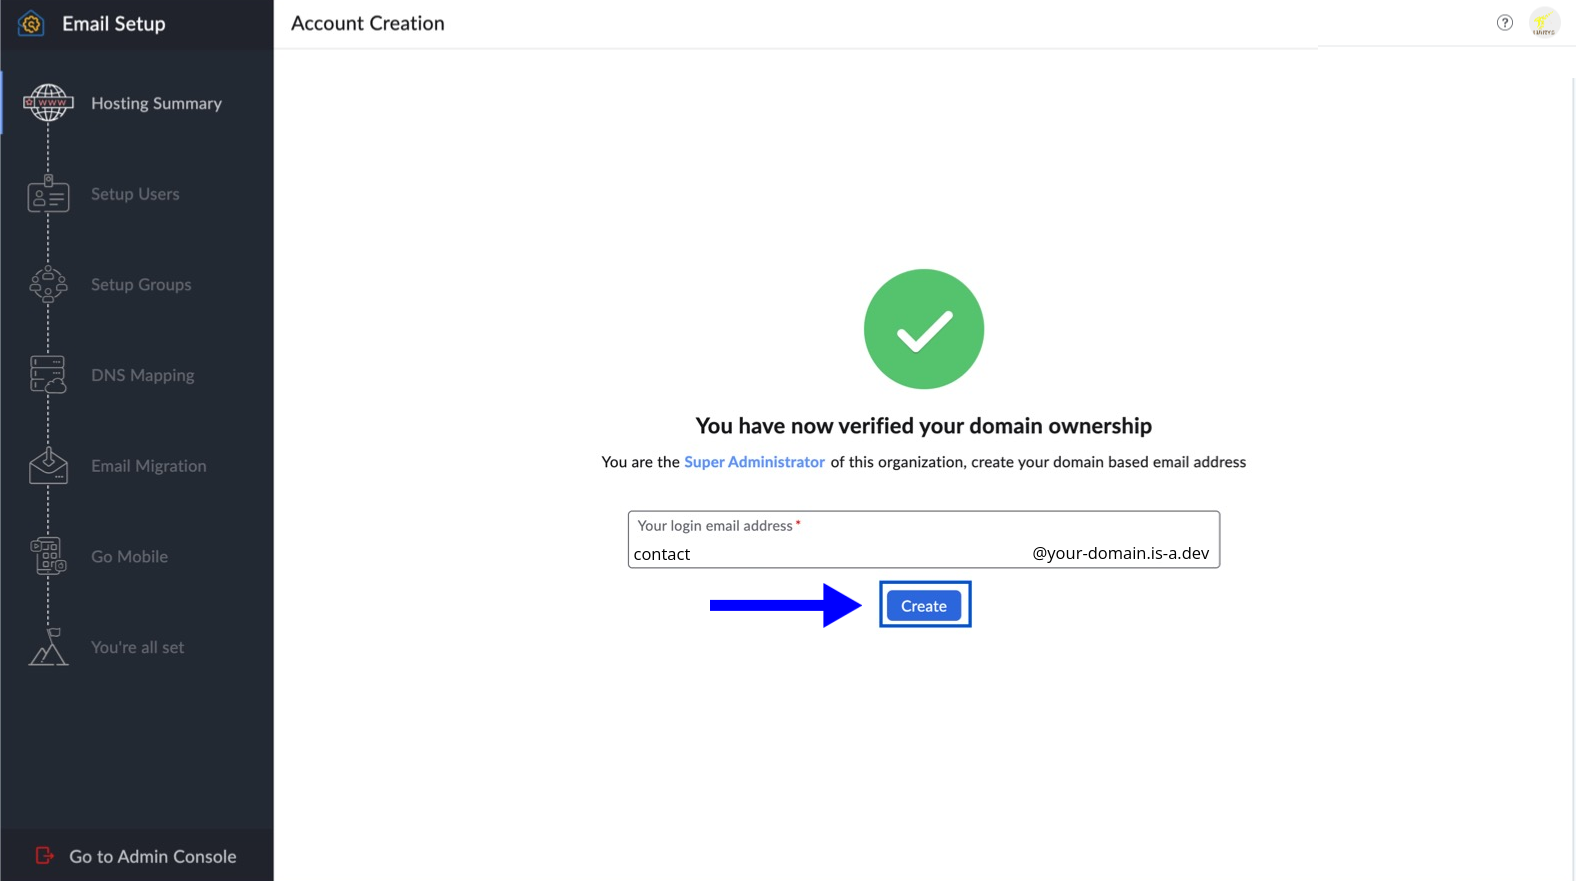 Email Setup
Account Creation
?
www
Hosting Summary
Setup Users
Setup Groups
DNS Mapping
Email Migration
Go Mobile
You're all set
Go to Admin Console
You have now verified your domain ownership
You are the Super Administrator of this organization, create your domain based email address
Your login email address*
contact @your-domain.is-a.dev
Create